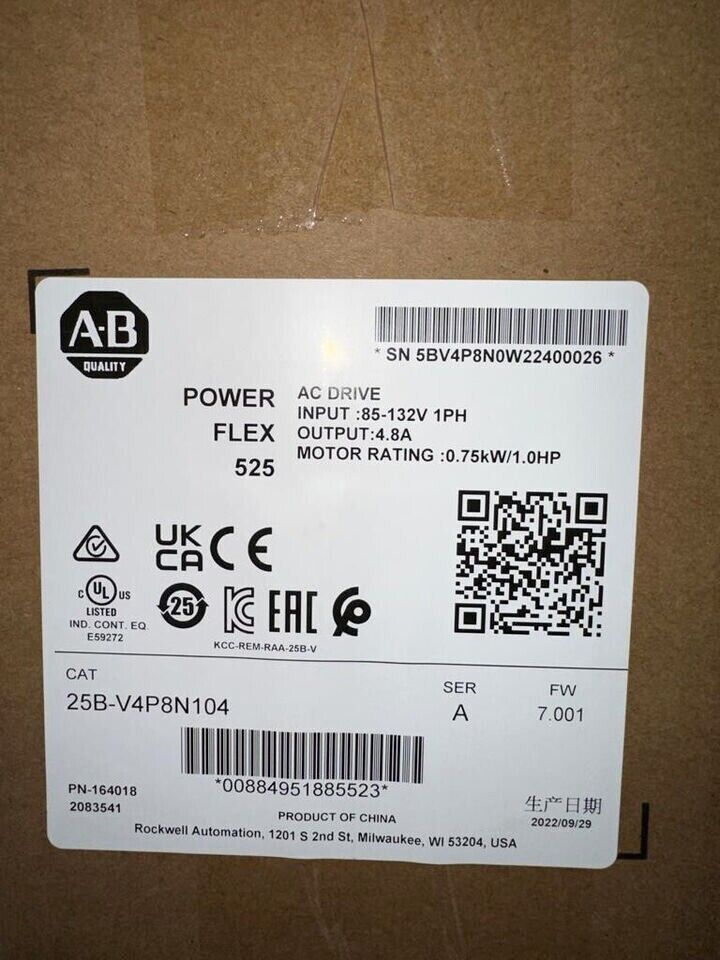 A-B
QUALITY
* SN 5BV4P8N0W22400026 *
POWER
FLEX
525
AC DRIVE
INPUT :85-132V 1PH
OUTPUT:4.8A
MOTOR RATING :0.75kW/1.0HP
UK
CA
CE
C UL US
LISTED
IND. CONT. EQ.
E59272
25
KC
EAC
KCC-REM-RAA-25B-V
CAT
25B-V4P8N104
SER
A
FW
7.001
*00884951885523*
PN-164018
2083541
生产日期
2022/09/29
PRODUCT OF CHINA
Rockwell Automation, 1201 S 2nd St, Milwaukee, WI 53204, USA